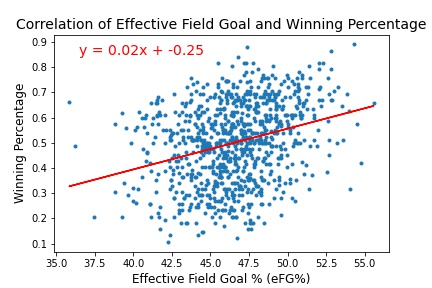 Correlation of Effective Field Goal and Winning Percentage
y = 0.02x + -0.25
Winning Percentage
0.9
0.8
0.7
0.6
0.5
0.4
0.3
0.2
0.1
35.0 37.5 40.0 42.5 45.0 47.5 50.0 52.5 55.0
Effective Field Goal % (eFG%)